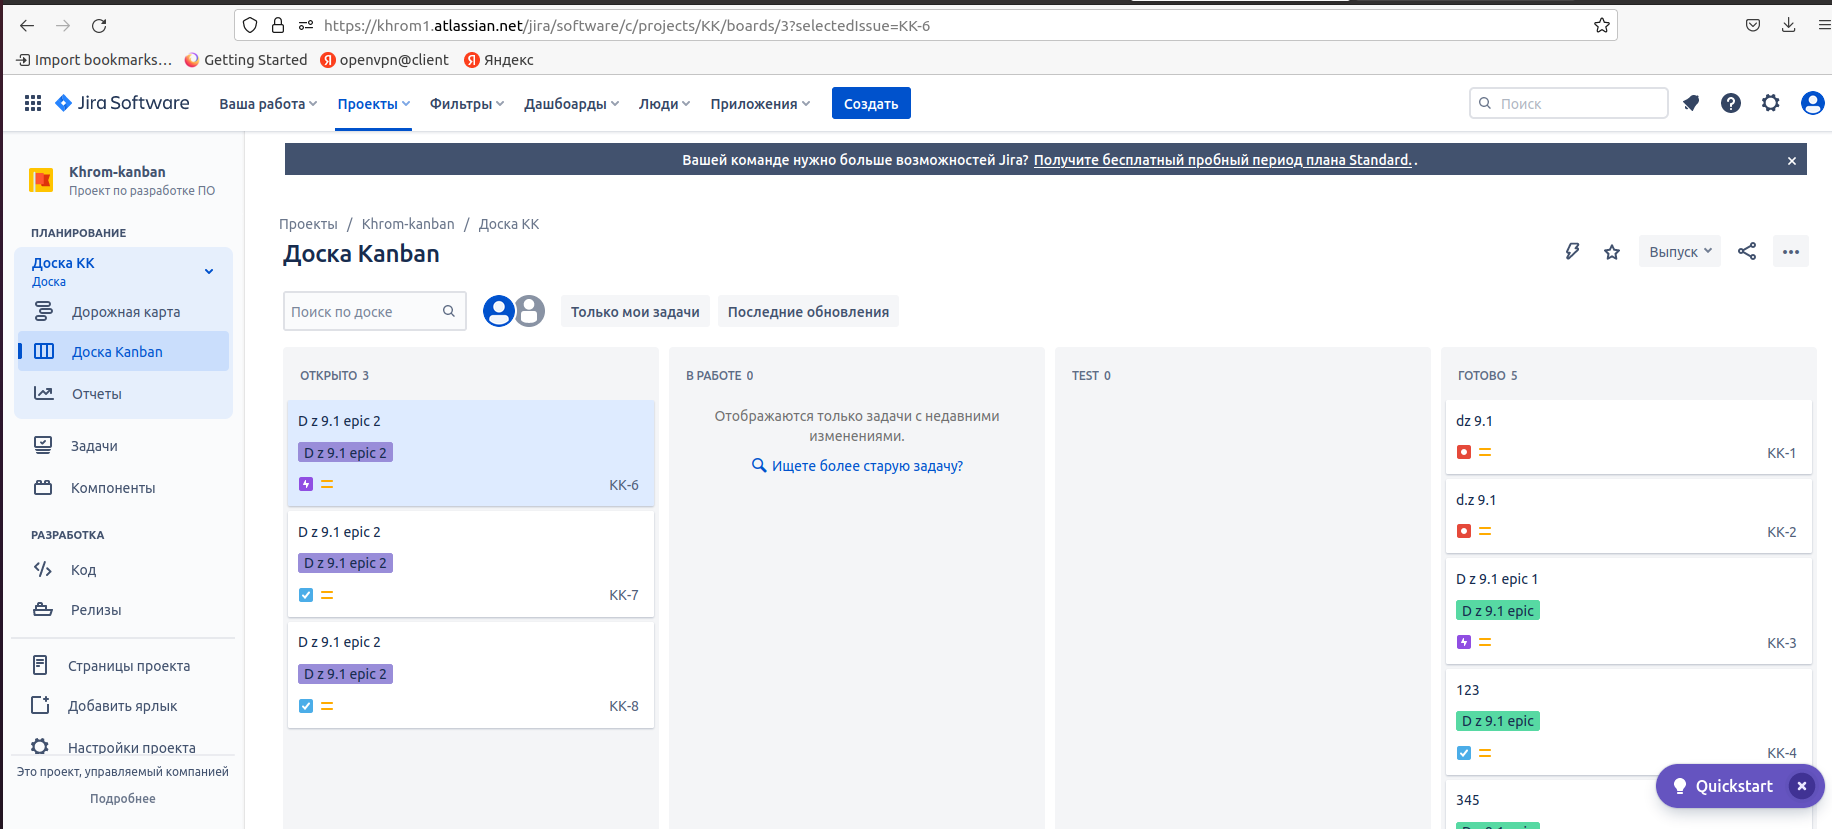 https://khrom1.atlassian.net/jira/software/c/projects/KK/boards/3?selectedIssue=KK-6
Import bookmarks... Getting Started openvpn@client Яндекс
Jira Software Ваша работа Проекты Фильтры Дашбоарды Люди Приложения Создать Поиск
Вашей команде нужно больше возможностей Jira? Получите бесплатный пробный период плана Standard. .
Khrom-kanban
Проект по разработке ПО
ПЛАНИРОВАНИЕ
Доска КК
Доска
Дорожная карта
Доска Kanban
Отчеты
Задачи
Компоненты
РАЗРАБОТКА
Код
Релизы
Страницы проекта
Добавить ярлык
Настройки проекта
Это проект, управляемый компанией
Подробнее
Проекты / Khrom-kanban / Доска КК
Доска Kanban
Выпуск
Поиск по доске
Только мои задачи
Последние обновления
ОТКРЫТО 3
D z 9.1 epic 2
D z 9.1 epic 2
KK-6
D z 9.1 epic 2
D z 9.1 epic 2
KK-7
D z 9.1 epic 2
D z 9.1 epic 2
KK-8
В РАБОТЕ 0
Отображаются только задачи с недавними
изменениями.
Ищете более старую задачу?
TEST 0
ГОТОВО 5
dz 9.1
KK-1
d.z 9.1
KK-2
D z 9.1 epic 1
D z 9.1 epic
KK-3
123
D z 9.1 epic
KK-4
345
Quickstart